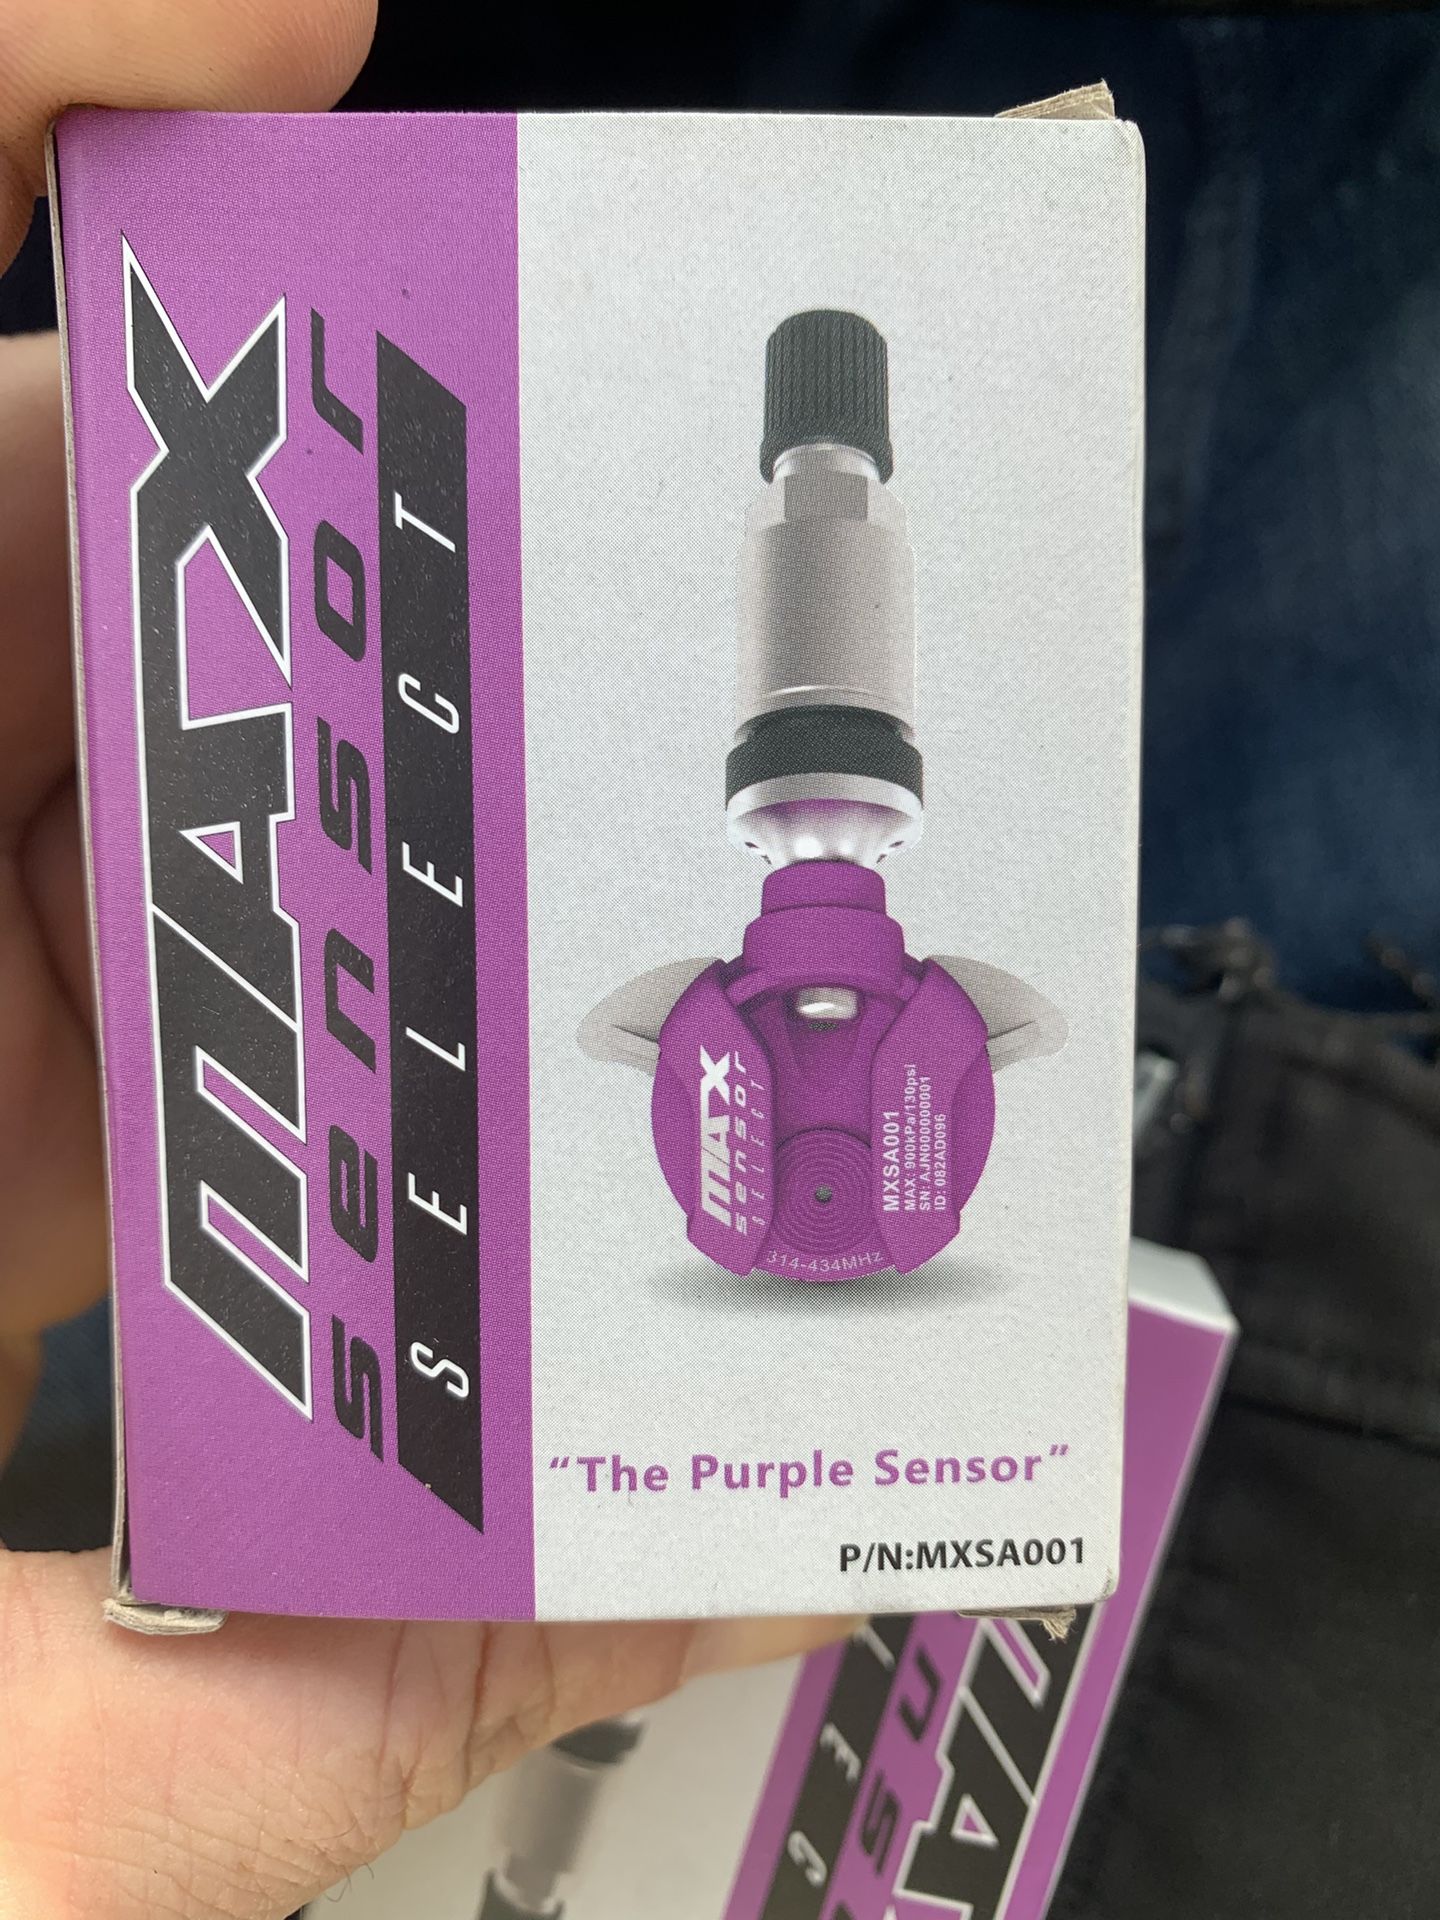 MAX
sensor
SELECT
MAX
sensor
SELECT
MXSA001
MAX: 900kPa/130psi
SN: AJN00000000001
ID: 082AD096
314-434MHz
"The Purple Sensor"
P/N:MXSA001